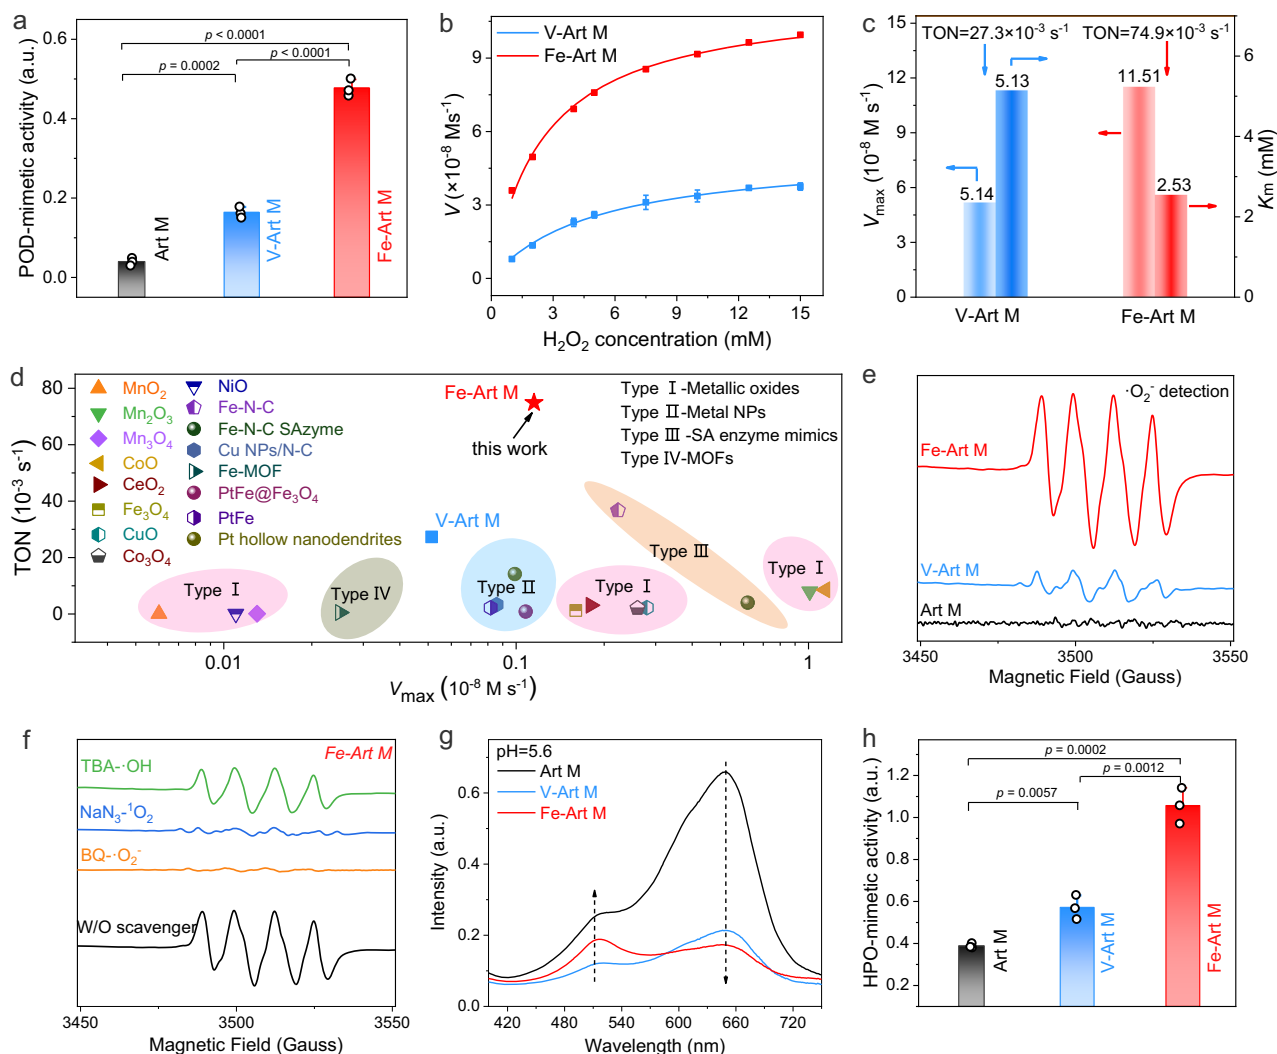 a
POD-mimetic activity (a.u.)
0.6
0.4
0.2
0.0
p < 0.0001
p < 0.0001
p = 0.0002
Art M
V-Art M
Fe-Art M
b
V (×10⁻⁸ Ms⁻¹)
9
6
3
0
V-Art M
Fe-Art M
0 3 6 9 12 15
H₂O₂ concentration (mM)
c
V_max (10⁻⁸ M s⁻¹)
15
12
9
6
3
0
TON=27.3×10⁻³ s⁻¹ TON=74.9×10⁻³ s⁻¹
5.14
5.13
11.51
2.53
V-Art M Fe-Art M
6
4
2
0
Km (mM)
d
TON (10⁻³ s⁻¹)
80
60
40
20
0
MnO₂
Mn₂O₃
Mn₃O₄
CoO
CeO₂
Fe₃O₄
CuO
Co₃O₄
NiO
Fe-N-C
Fe-N-C SAzyme
Cu NPs/N-C
Fe-MOF
PtFe@Fe₃O₄
PtFe
Pt hollow nanodendrites
Fe-Art M
this work
V-Art M
Type Ⅰ-Metallic oxides
Type Ⅱ-Metal NPs
Type Ⅲ-SA enzyme mimics
Type Ⅳ-MOFs
Type Ⅰ
Type Ⅳ
Type Ⅱ
Type Ⅰ
Type Ⅲ
Type Ⅰ
0.01 0.1 1
V_max (10⁻⁸ M s⁻¹)
e
·O₂⁻ detection
Fe-Art M
V-Art M
Art M
3450 3500 3550
Magnetic Field (Gauss)
f
Fe-Art M
TBA-·OH
NaN₃-¹O₂
BQ-·O₂⁻
W/O scavenger
3450 3500 3550
Magnetic Field (Gauss)
g
Intensity (a.u.)
0.6
0.4
0.2
0.0
pH=5.6
Art M
V-Art M
Fe-Art M
420 480 540 600 660 720
Wavelength (nm)
h
HPO-mimetic activity (a.u.)
1.2
1.0
0.8
0.6
0.4
0.2
p = 0.0002
p = 0.0012
p = 0.0057
Art M
V-Art M
Fe-Art M